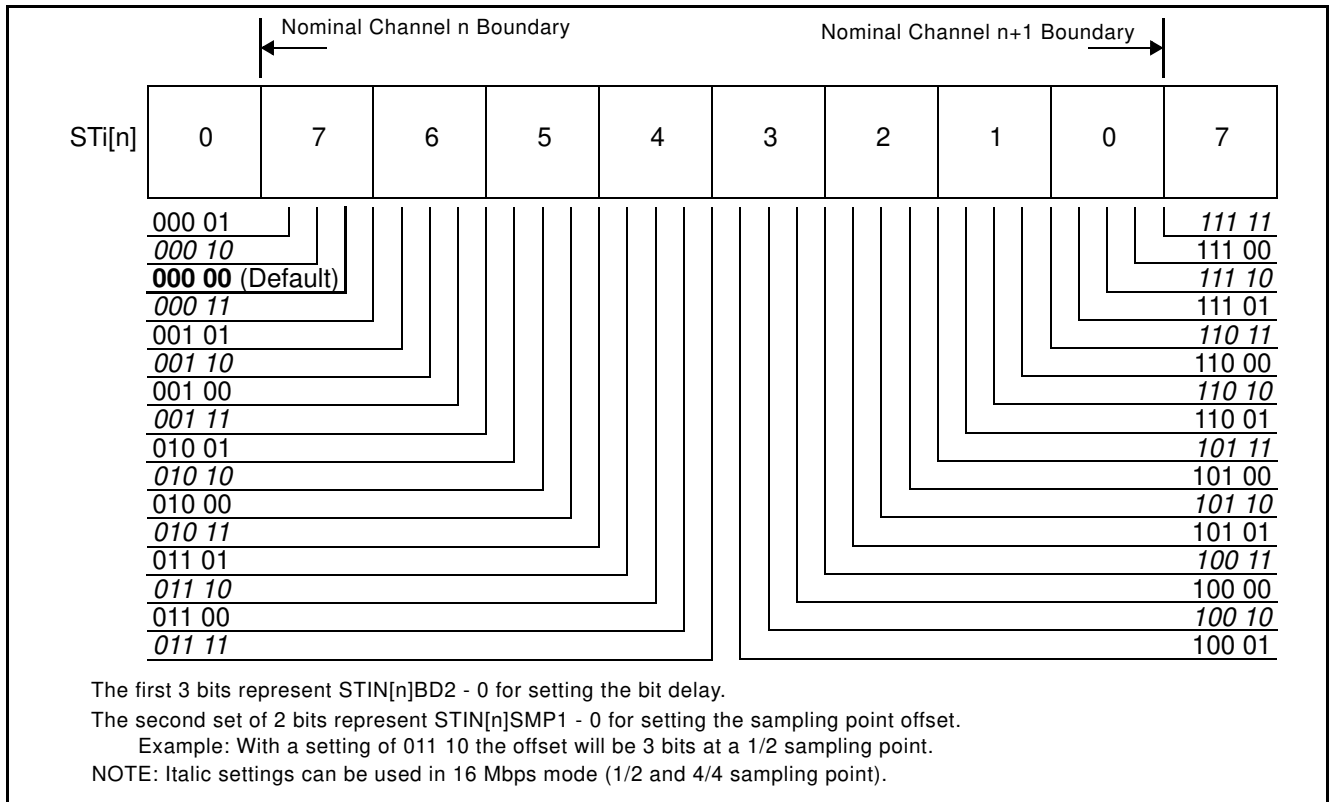 Nominal Channel n Boundary
Nominal Channel n+1 Boundary
STi[n] 0 7 6 5 4 3 2 1 0 7
000 01 111 11
000 10 111 00
000 00 (Default) 111 10
000 11 111 01
001 01 110 11
001 10 110 00
001 00 110 10
001 11 110 01
010 01 101 11
010 10 101 00
010 00 101 10
010 11 101 01
011 01 100 11
011 10 100 00
011 00 100 10
011 11 100 01
The first 3 bits represent STIN[n]BD2 - 0 for setting the bit delay.
The second set of 2 bits represent STIN[n]SMP1 - 0 for setting the sampling point offset.
Example: With a setting of 011 10 the offset will be 3 bits at a 1/2 sampling point.
NOTE: Italic settings can be used in 16 Mbps mode (1/2 and 4/4 sampling point).